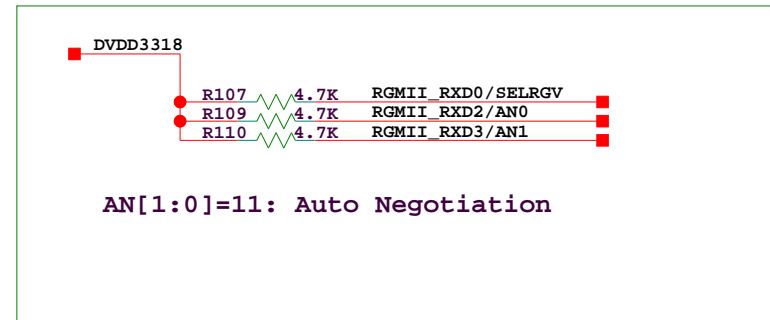 DVDD3318
R107 4.7K RGMII_RXD0/SELRGV
R109 4.7K RGMII_RXD2/AN0
R110 4.7K RGMII_RXD3/AN1
AN[1:0]=11: Auto Negotiation